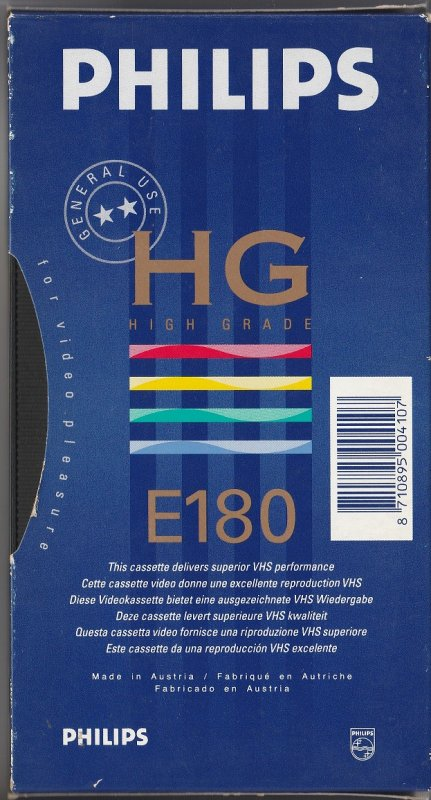 PHILIPS
GENERAL USE
HG
HIGH GRADE
for video pleasure
E180
8 710895 004107
This cassette delivers superior VHS performance
Cette cassette video donne une excellente reproduction VHS
Diese Videokassette bietet eine ausgezeichnete VHS Wiedergabe
Deze cassette levert superieure VHS kwaliteit
Questa cassetta video fornisce una riproduzione VHS superiore
Este cassette da una reproducción VHS excelente
Made in Austria / Fabriqué en Autriche
Fabricado en Austria
PHILIPS
PHILIPS